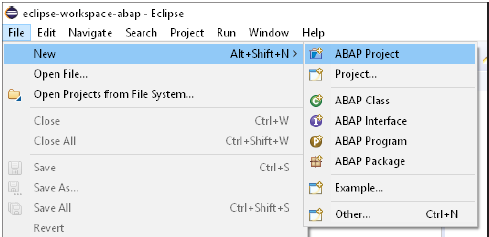 eclipse-workspace-abap - Eclipse
File Edit Navigate Search Project Run Window Help
New Alt+Shift+N >
Open File...
Open Projects from File System...
Close Ctrl+W
Close All Ctrl+Shift+W
Save Ctrl+S
Save As...
Save All Ctrl+Shift+S
Revert
ABAP Project
Project...
ABAP Class
ABAP Interface
ABAP Program
ABAP Package
Example...
Other... Ctrl+N